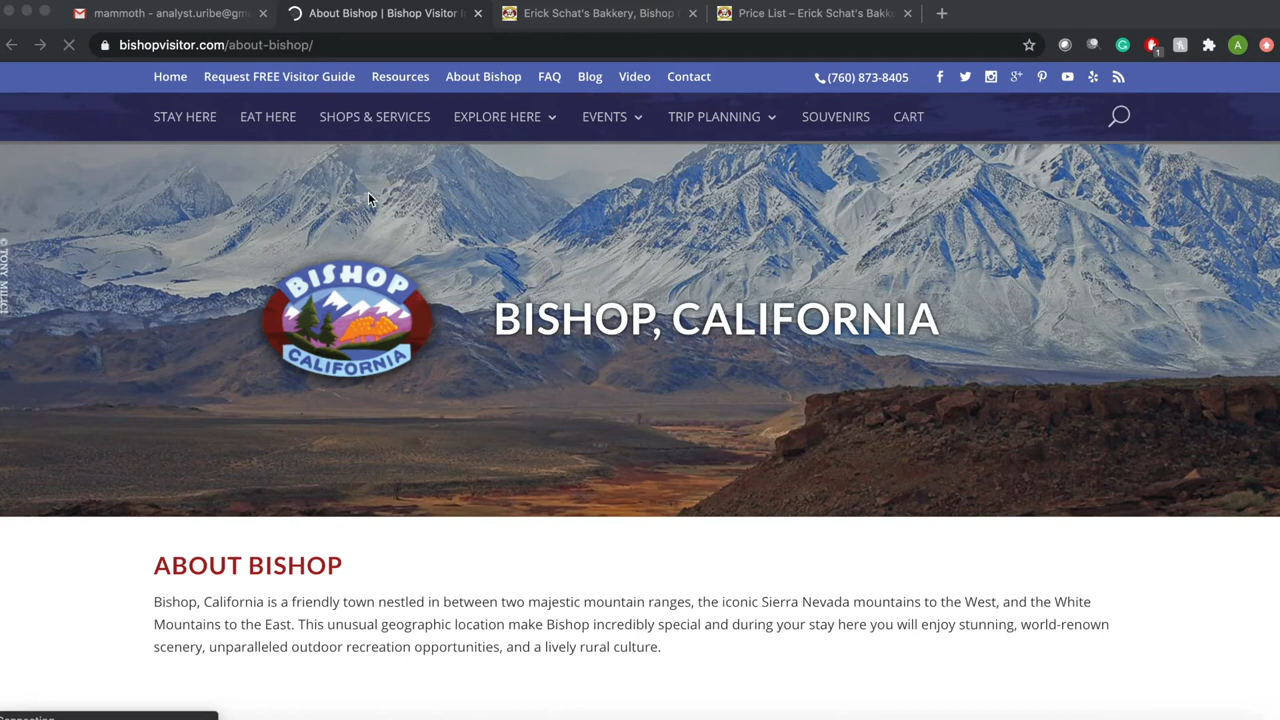 mammoth - analyst.uribe@gm
About Bishop | Bishop Visitor I
Erick Schat's Bakkery, Bishop
Price List – Erick Schat's Bakk
bishopvisitor.com/about-bishop/
1
A
Home Request FREE Visitor Guide Resources About Bishop FAQ Blog Video Contact (760) 873-8405
STAY HERE EAT HERE SHOPS & SERVICES EXPLORE HERE EVENTS TRIP PLANNING SOUVENIRS CART
BISHOP
CALIFORNIA
BISHOP, CALIFORNIA
ABOUT BISHOP
Bishop, California is a friendly town nestled in between two majestic mountain ranges, the iconic Sierra Nevada mountains to the West, and the White
Mountains to the East. This unusual geographic location make Bishop incredibly special and during your stay here you will enjoy stunning, world-renown
scenery, unparalleled outdoor recreation opportunities, and a lively rural culture.